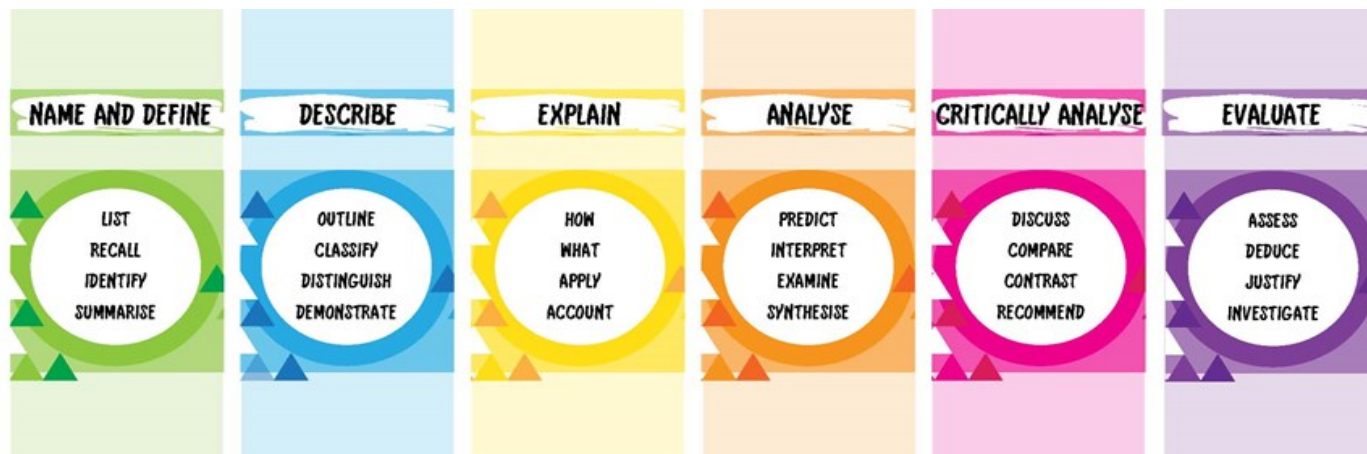 NAME AND DEFINE
LIST
RECALL
IDENTIFY
SUMMARISE
DESCRIBE
OUTLINE
CLASSIFY
DISTINGUISH
DEMONSTRATE
EXPLAIN
HOW
WHAT
APPLY
ACCOUNT
ANALYSE
PREDICT
INTERPRET
EXAMINE
SYNTHESISE
CRITICALLY ANALYSE
DISCUSS
COMPARE
CONTRAST
RECOMMEND
EVALUATE
ASSESS
DEDUCE
JUSTIFY
INVESTIGATE